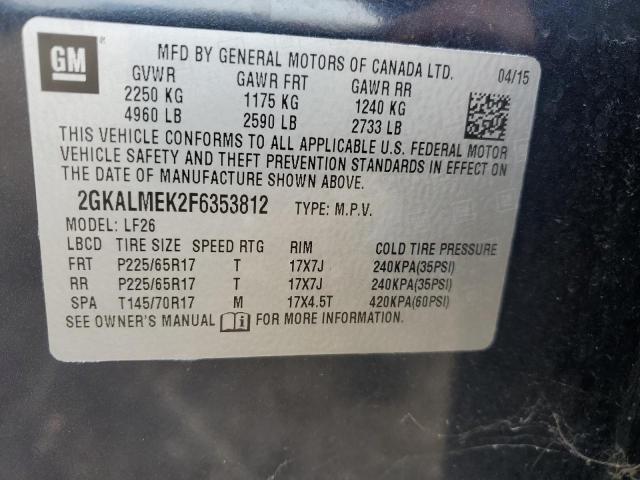 GM
MFD BY GENERAL MOTORS OF CANADA LTD.
04/15
GVWR GAWR FRT GAWR RR
2250 KG 1175 KG 1240 KG
4960 LB 2590 LB 2733 LB
THIS VEHICLE CONFORMS TO ALL APPLICABLE U.S. FEDERAL MOTOR
VEHICLE SAFETY AND THEFT PREVENTION STANDARDS IN EFFECT ON
THE DATE OF MANUFACTURE SHOWN ABOVE.
2GKALMEK2F6353812 TYPE: M.P.V.
MODEL: LF26
LBCD TIRE SIZE SPEED RTG RIM COLD TIRE PRESSURE
FRT P225/65R17 T 17X7J 240KPA(35PSI)
RR P225/65R17 T 17X7J 240KPA(35PSI)
SPA T145/70R17 M 17X4.5T 420KPA(60PSI)
SEE OWNER'S MANUAL FOR MORE INFORMATION.